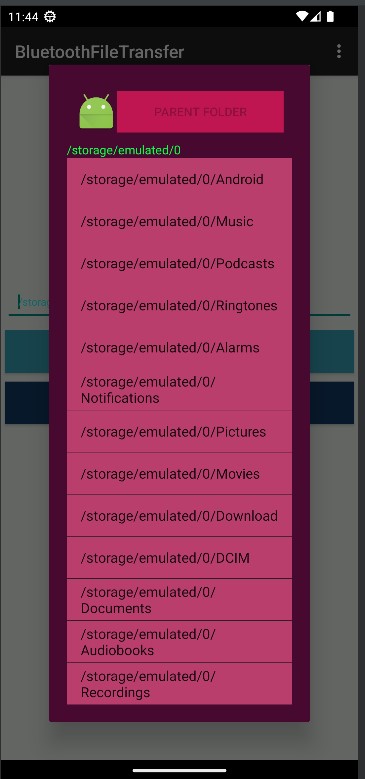 11:44
BluetoothFileTransfer
PARENT FOLDER
/storage/emulated/0
/storage/emulated/0/Android
/storage/emulated/0/Music
/storage/emulated/0/Podcasts
/storage/emulated/0/Ringtones
/storage/emulated/0/Alarms
/storage/emulated/0/
Notifications
/storage/emulated/0/Pictures
/storage/emulated/0/Movies
/storage/emulated/0/Download
/storage/emulated/0/DCIM
/storage/emulated/0/
Documents
/storage/emulated/0/
Audiobooks
/storage/emulated/0/
Recordings